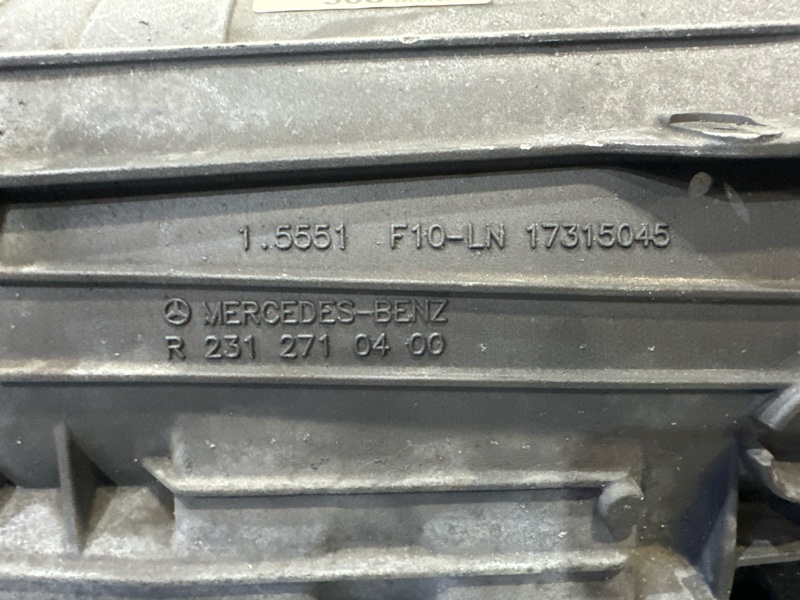 1.5551 F10-LN 17315045
MERCEDES-BENZ
R 231 271 04 00